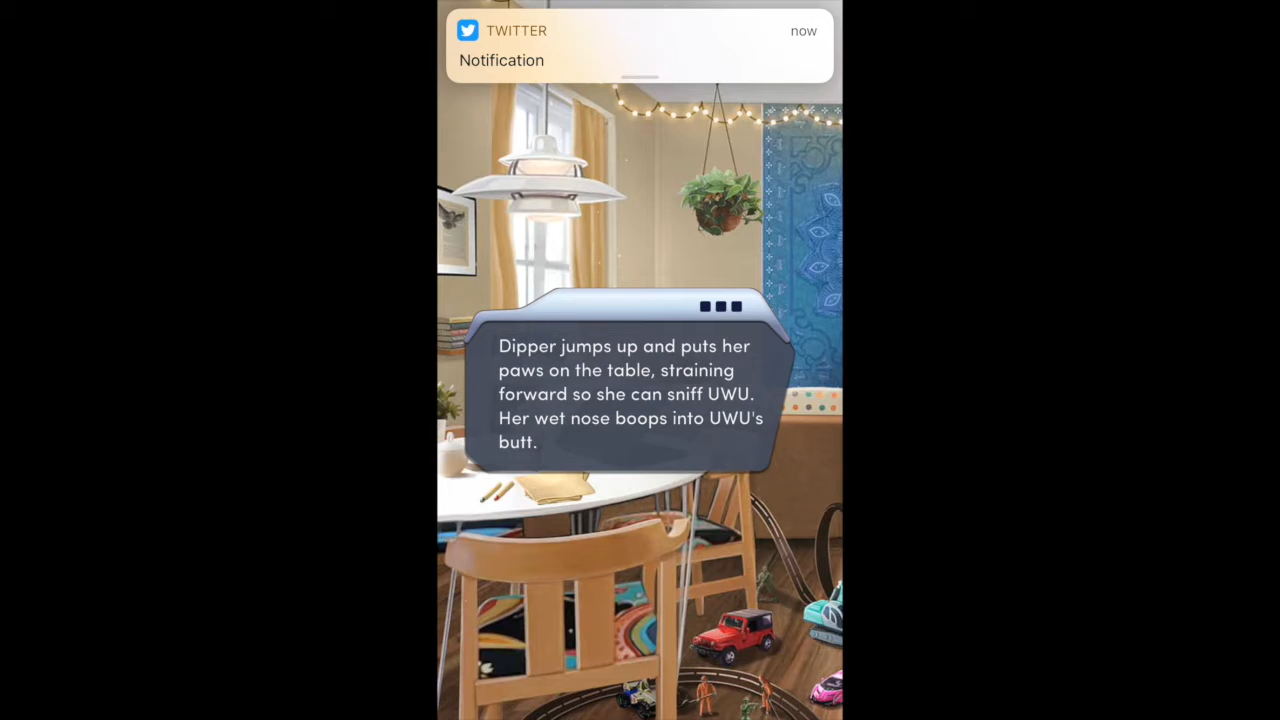 TWITTER
now
Notification
Dipper jumps up and puts her
paws on the table, straining
forward so she can sniff UWU.
Her wet nose boops into UWU's
butt.